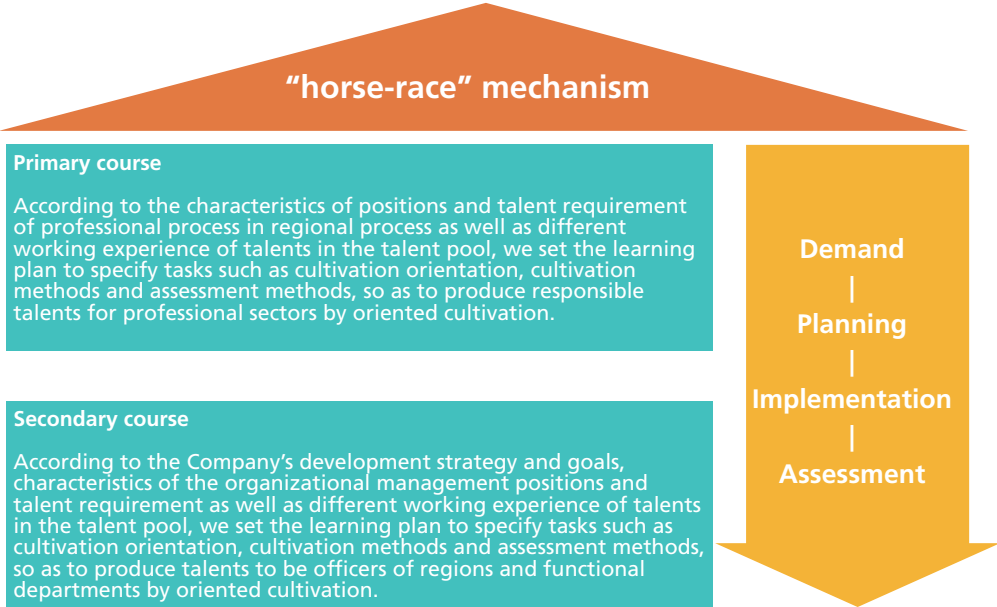 “horse-race” mechanism
Primary course
According to the characteristics of positions and talent requirement
of professional process in regional process as well as different
working experience of talents in the talent pool, we set the learning
plan to specify tasks such as cultivation orientation, cultivation
methods and assessment methods, so as to produce responsible
talents for professional sectors by oriented cultivation.
Secondary course
According to the Company’s development strategy and goals,
characteristics of the organizational management positions and
talent requirement as well as different working experience of talents
in the talent pool, we set the learning plan to specify tasks such as
cultivation orientation, cultivation methods and assessment methods,
so as to produce talents to be officers of regions and functional
departments by oriented cultivation.
Demand
Planning
Implementation
Assessment